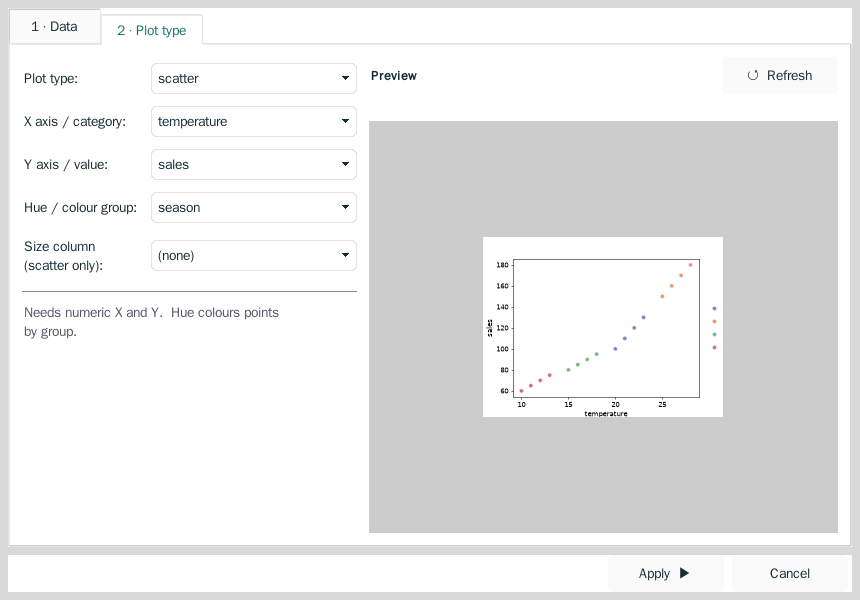 1 · Data
2 · Plot type
Plot type:
scatter
X axis / category:
temperature
Y axis / value:
sales
Hue / colour group:
season
Size column
(scatter only):
(none)
Needs numeric X and Y.  Hue colours points
by group.
Preview
Refresh
180
160
140
120
100
80
60
sales
10
15
20
25
temperature
Apply
Cancel